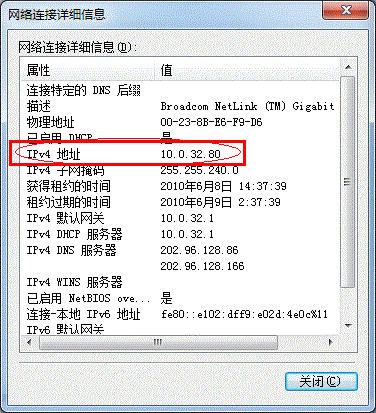 网络连接详细信息
网络连接详细信息(D):
属性 值
连接特定的 DNS 后缀
描述 Broadcom NetLink (TM) Gigabit
物理地址 00-23-8B-E6-F9-D6
已启用 DHCP 是
IPv4 地址 10.0.32.80
IPv4 子网掩码 255.255.240.0
获得租约的时间 2010年6月8日 14:37:39
租约过期的时间 2010年6月9日 2:37:39
IPv4 默认网关 10.0.32.1
IPv4 DHCP 服务器 10.0.32.1
IPv4 DNS 服务器 202.96.128.86
202.96.128.166
IPv4 WINS 服务器
已启用 NetBIOS ove... 是
连接-本地 IPv6 地址 fe80::e102:dff9:e02d:4e0c%11
IPv6 默认网关
关闭(C)